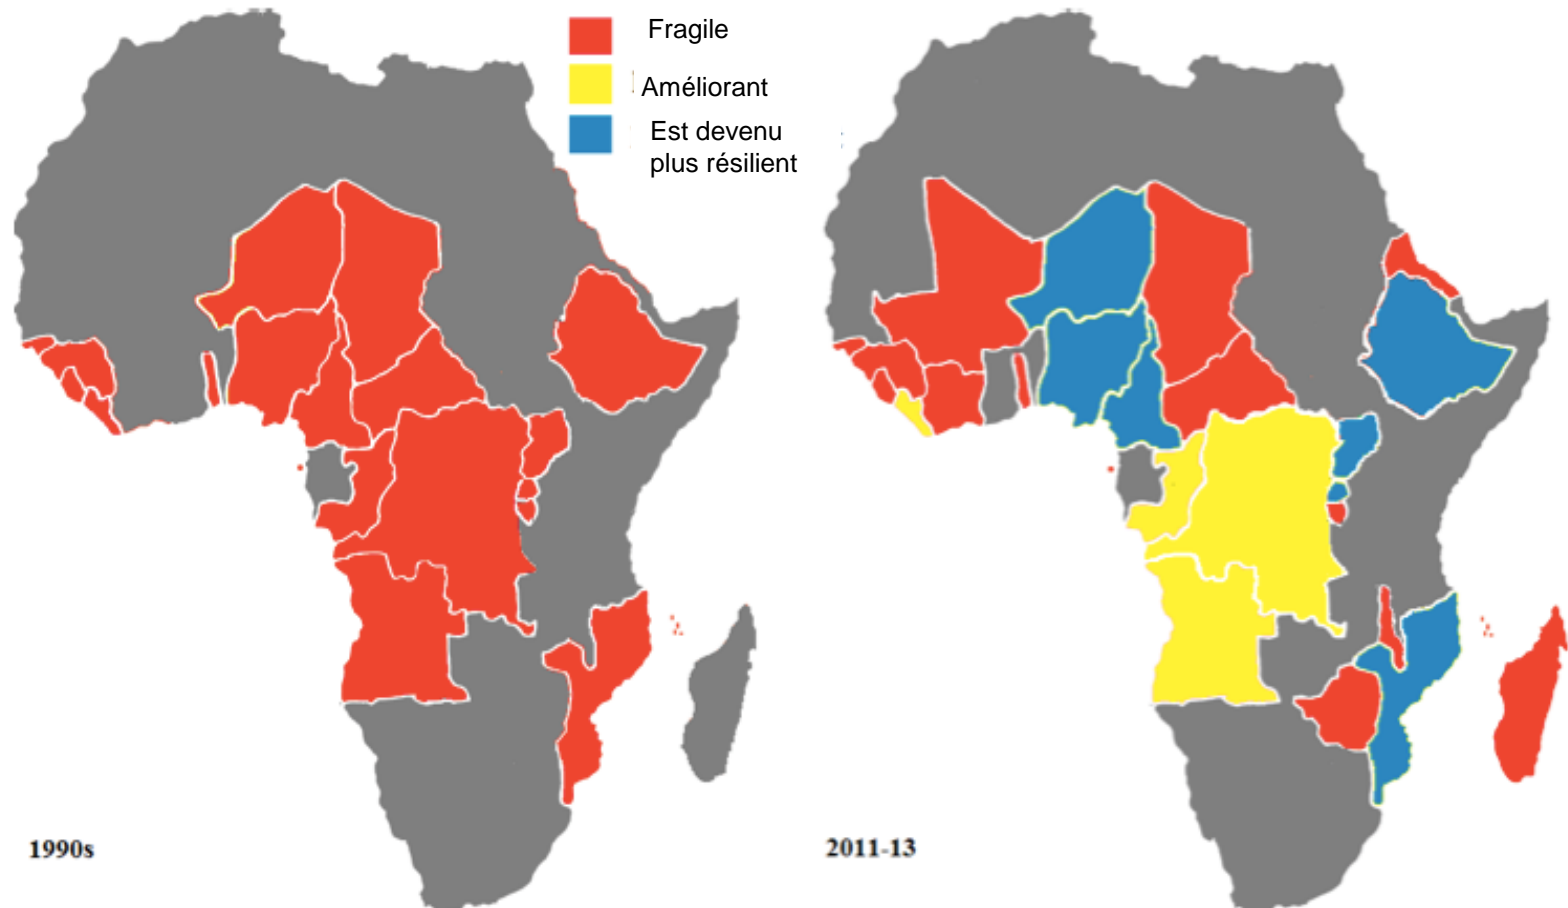 Fragile
Améliorant
Est devenu
plus résilient
1990s
2011-13